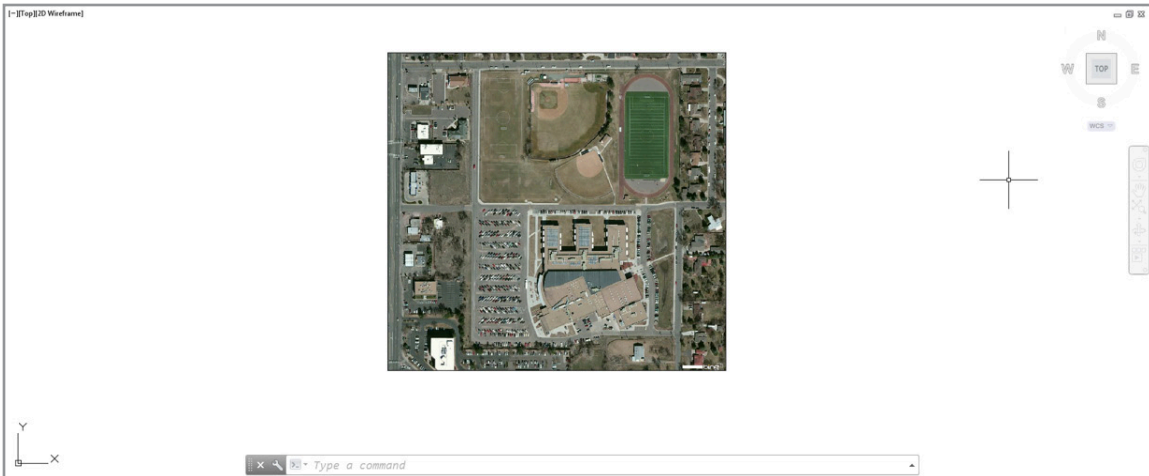 [−][Top][2D Wireframe]
N
W
TOP
E
S
WCS
Y
X
Type a command